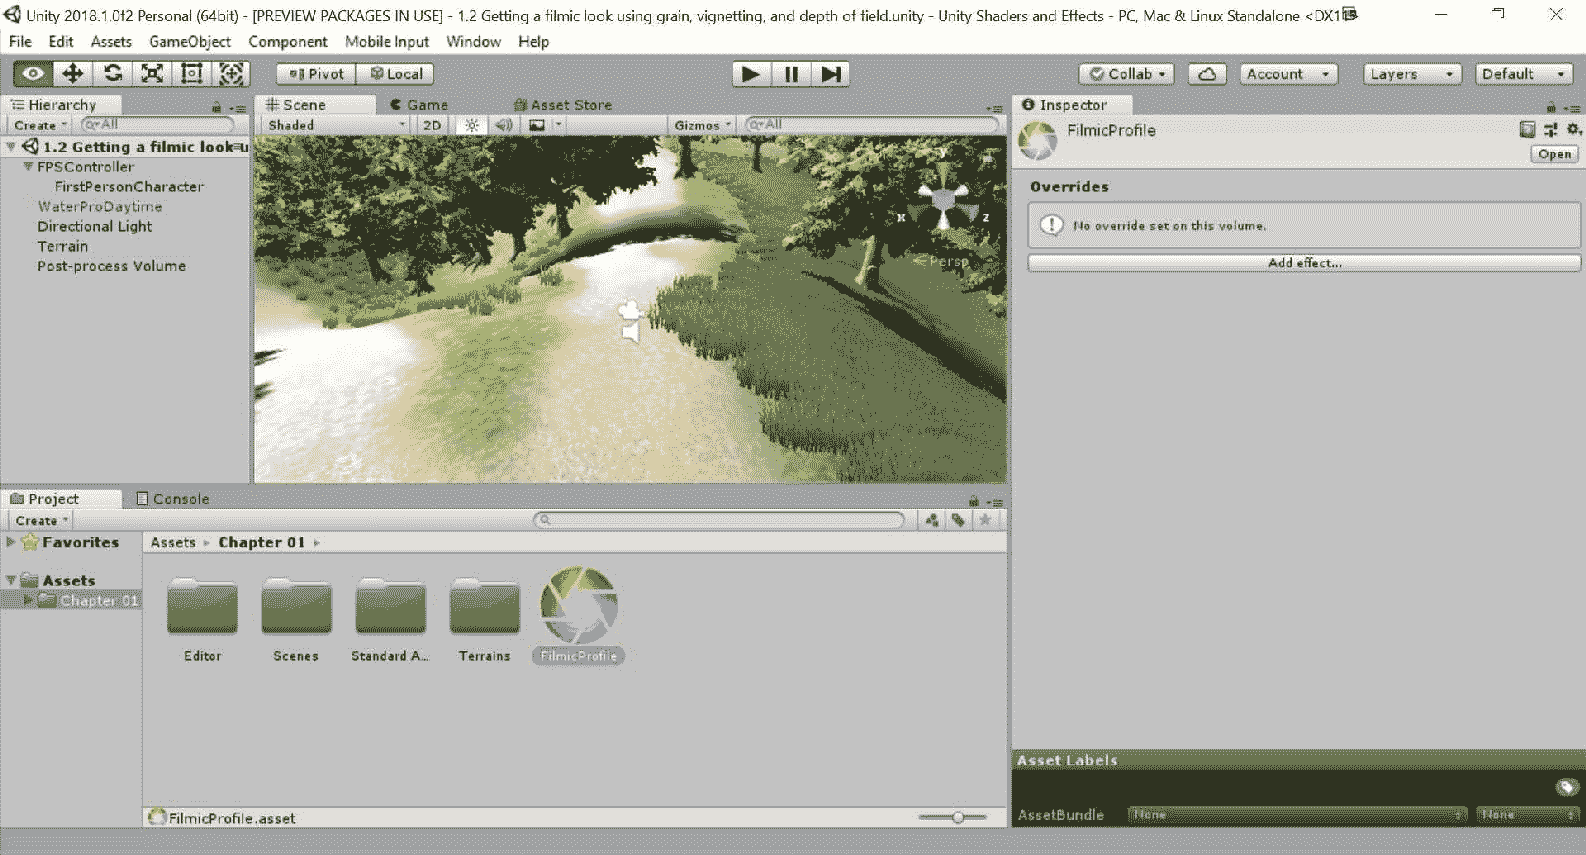 Unity 2018.1.0f2 Personal (64bit) - [PREVIEW PACKAGES IN USE] - 1.2 Getting a filmic look using grain, vignetting, and depth of field.unity - Unity Shaders and Effects - PC, Mac & Linux Standalone <DX1
File Edit Assets GameObject Component Mobile Input Window Help
Pivot Local Collab Account Layers Default
Hierarchy
Create All
1.2 Getting a filmic look
FPSController
FirstPersonCharacter
WaterProDaytime
Directional Light
Terrain
Post-process Volume
Scene Game Asset Store
Shaded 2D Gizmos All
y
x z
Persp
Inspector
FilmicProfile
Open
Overrides
No override set on this volume.
Add effect...
Project Console
Create
Favorites
Assets
Chapter 01
Assets Chapter 01
Editor Scenes Standard A... Terrains FilmicProfile
FilmicProfile.asset
Asset Labels
AssetBundle None None